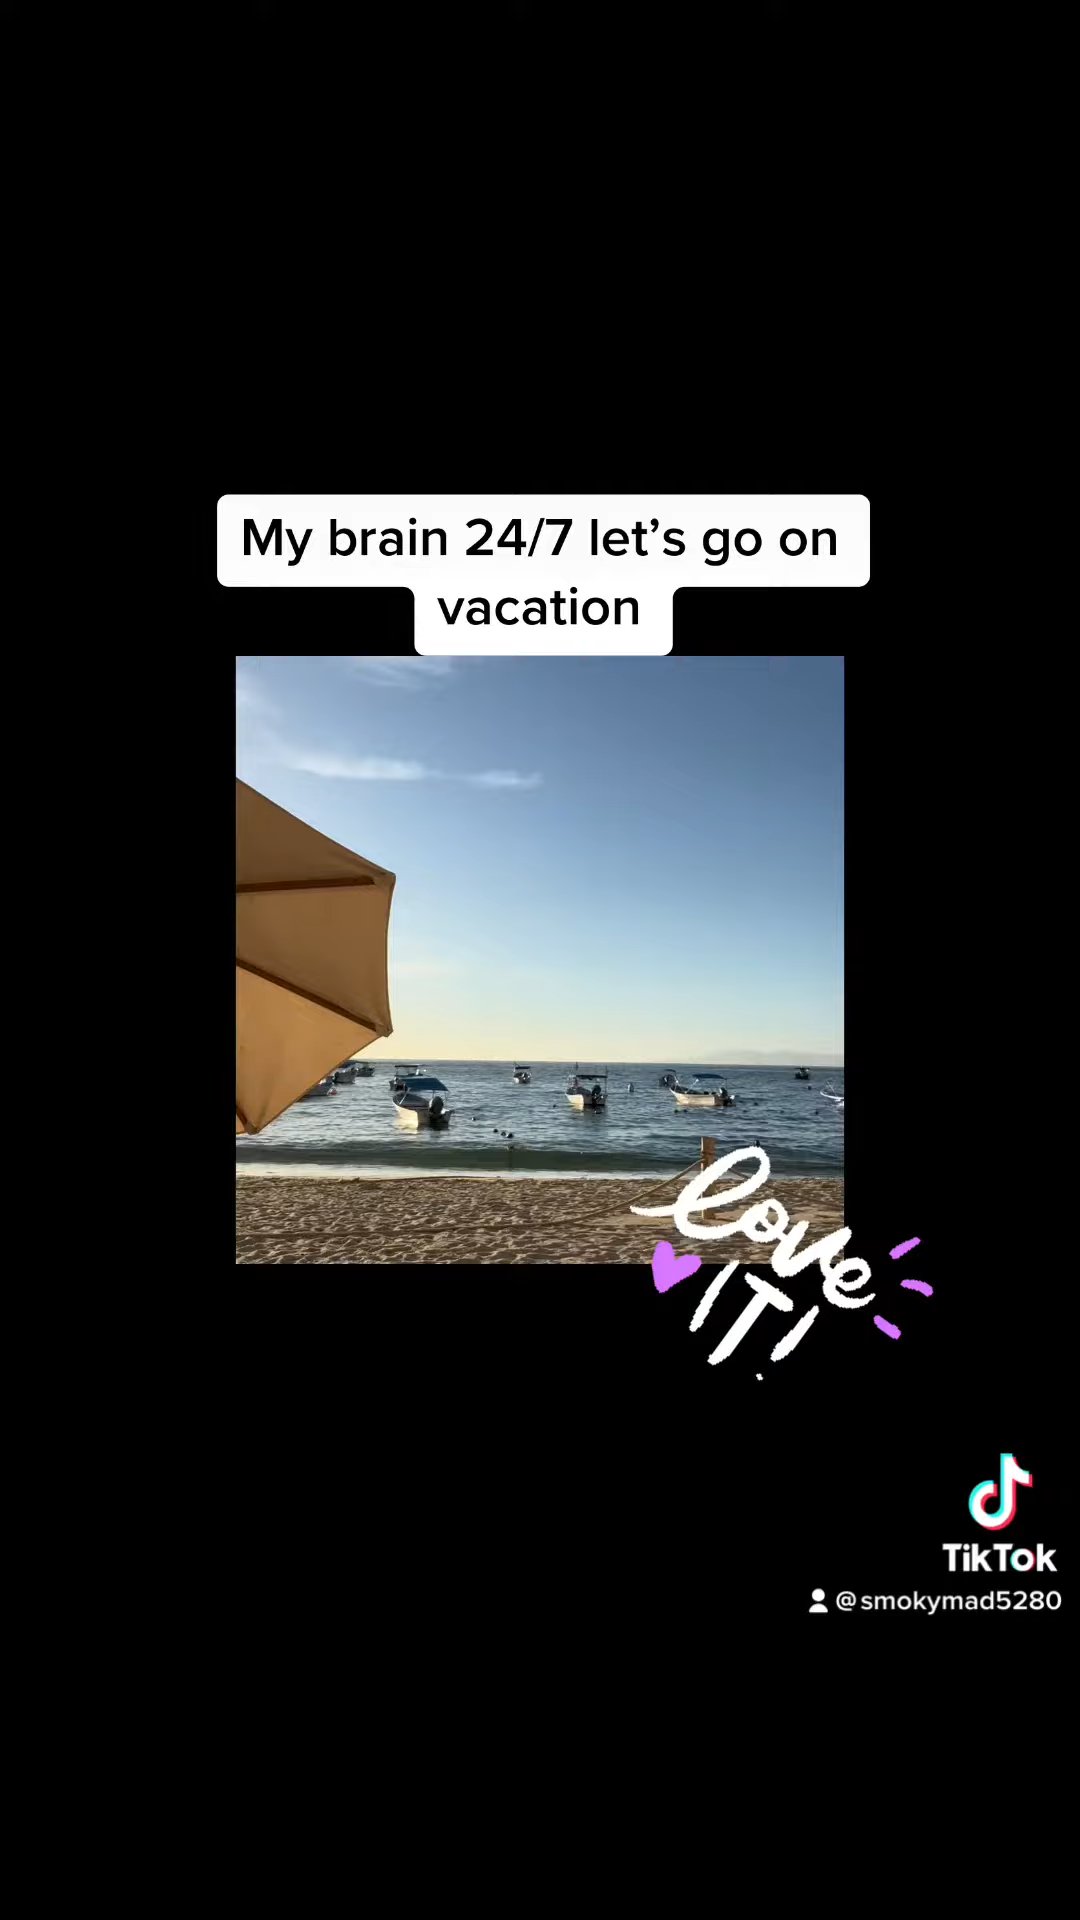 My brain 24/7 let’s go on
vacation
love
IT!
TikTok
@smokymad5280